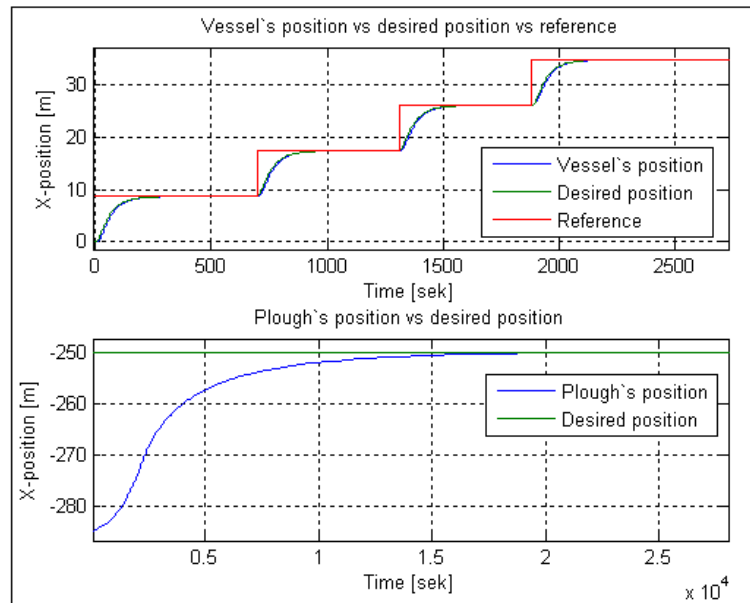 Vessel`s position vs desired position vs reference
X-position [m]
30
20
10
0
Vessel`s position
Desired position
Reference
0
500
1000
1500
2000
2500
Time [sek]
Plough`s position vs desired position
X-position [m]
-250
-260
-270
-280
Plough`s position
Desired position
0.5
1
1.5
2
2.5
Time [sek]
x 10^4